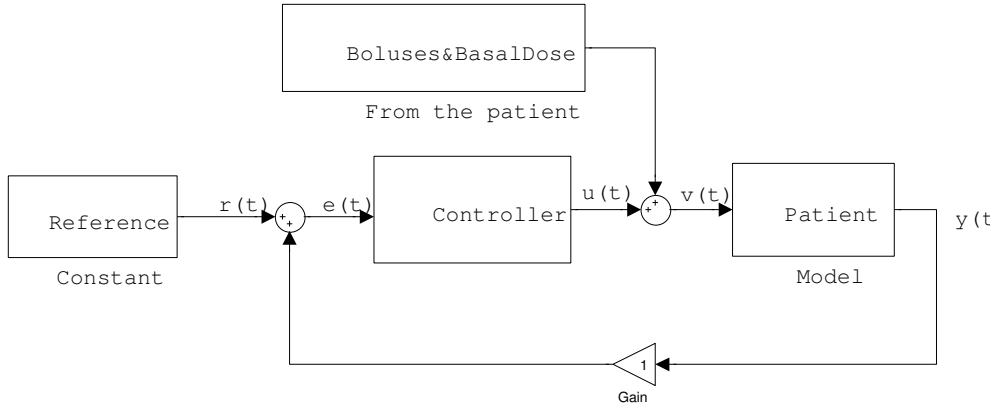 Boluses&BasalDose
From the patient
r(t)
e(t)
u(t)
v(t)
y(t
Reference
Controller
Patient
Constant
Model
+
+
+
+
1
Gain